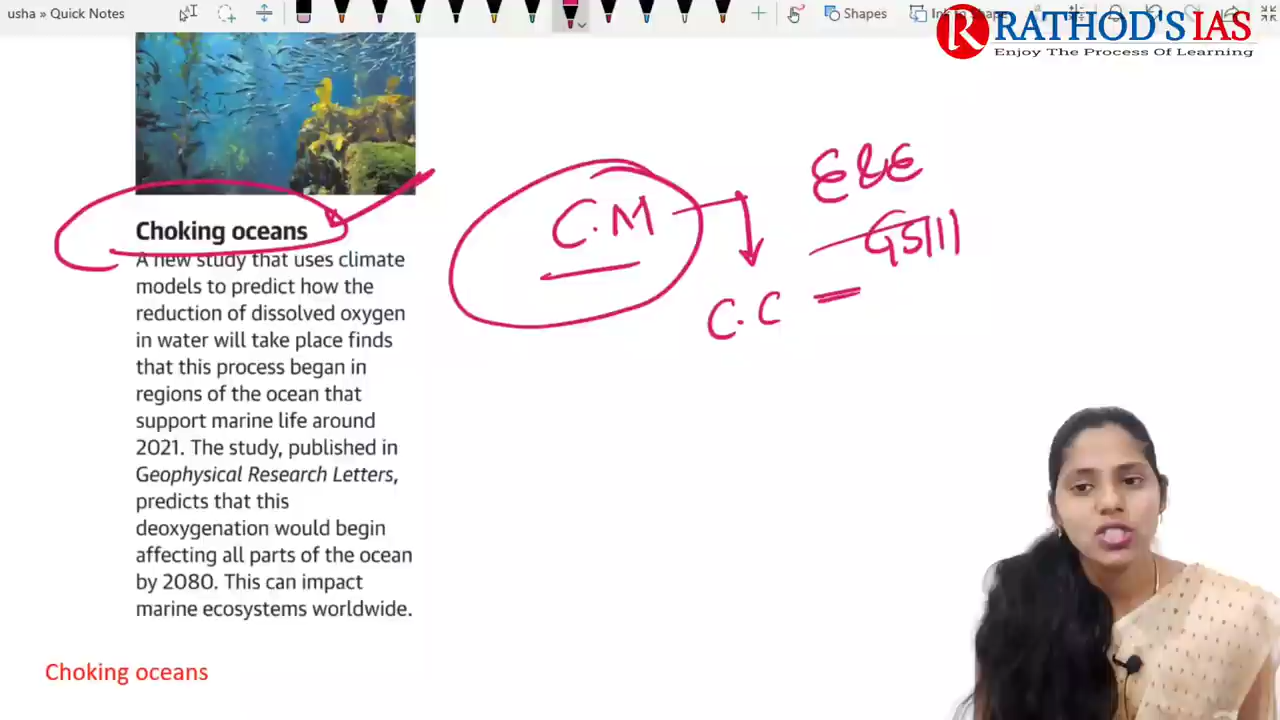 usha » Quick Notes
Shapes
RATHOD'S IAS
Enjoy The Process Of Learning
Choking oceans
A new study that uses climate
models to predict how the
reduction of dissolved oxygen
in water will take place finds
that this process began in
regions of the ocean that
support marine life around
2021. The study, published in
Geophysical Research Letters,
predicts that this
deoxygenation would begin
affecting all parts of the ocean
by 2080. This can impact
marine ecosystems worldwide.
C.M
E&E
GSIII
C.C
Choking oceans